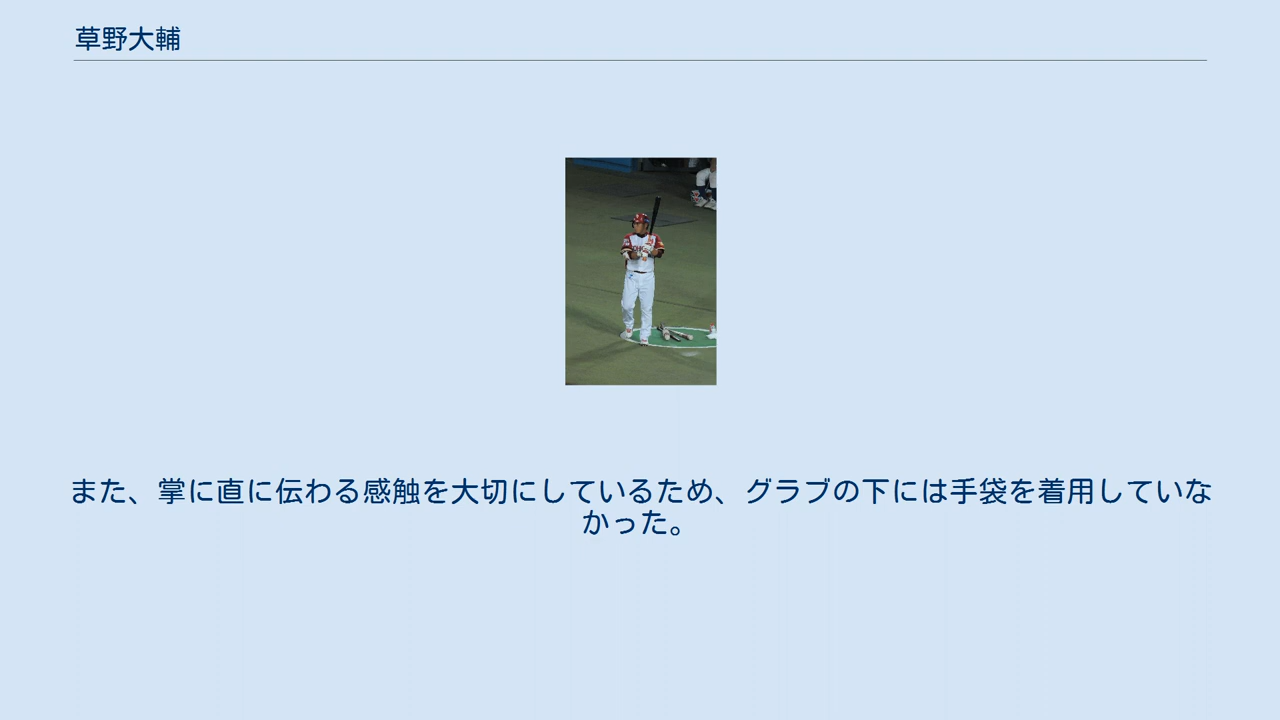 草野大輔
また、掌に直に伝わる感触を大切にしているため、グラブの下には手袋を着用していな
かった。